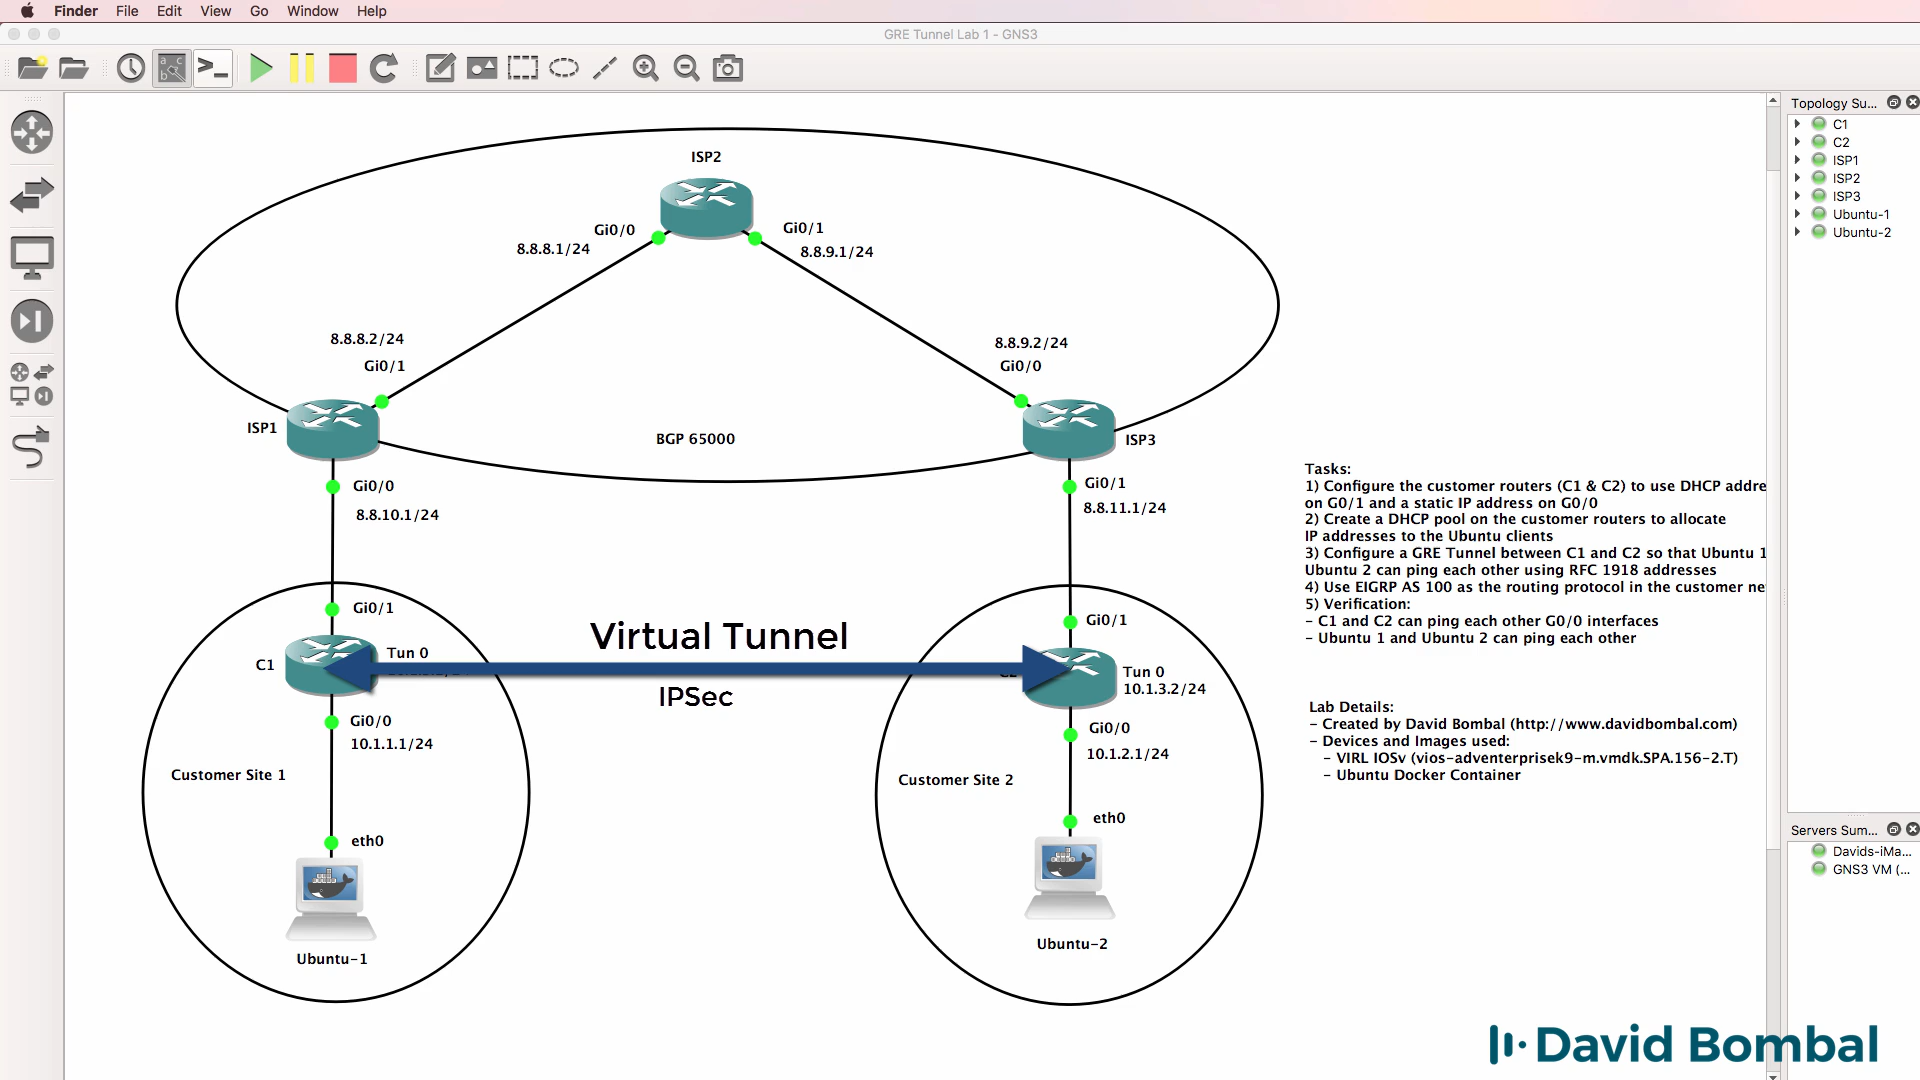 Finder File Edit View Go Window Help
GRE Tunnel Lab 1 - GNS3
Topology Su...
C1
C2
ISP1
ISP2
ISP3
Ubuntu-1
Ubuntu-2
ISP2
Gi0/0
Gi0/1
8.8.8.1/24
8.8.9.1/24
8.8.8.2/24
Gi0/1
8.8.9.2/24
Gi0/0
ISP1
BGP 65000
ISP3
Gi0/0
8.8.10.1/24
Gi0/1
8.8.11.1/24
Tasks:
1) Configure the customer routers (C1 & C2) to use DHCP addre
on G0/1 and a static IP address on G0/0
2) Create a DHCP pool on the customer routers to allocate
IP addresses to the Ubuntu clients
3) Configure a GRE Tunnel between C1 and C2 so that Ubuntu 1
Ubuntu 2 can ping each other using RFC 1918 addresses
4) Use EIGRP AS 100 as the routing protocol in the customer ne
5) Verification:
- C1 and C2 can ping each other G0/0 interfaces
- Ubuntu 1 and Ubuntu 2 can ping each other
Gi0/1
Gi0/1
Virtual Tunnel
C1
Tun 0
Tun 0
10.1.3.2/24
IPSec
Gi0/0
10.1.1.1/24
Gi0/0
10.1.2.1/24
Customer Site 1
Customer Site 2
Lab Details:
- Created by David Bombal (http://www.davidbombal.com)
- Devices and Images used:
- VIRL IOSv (vios-adventerprisek9-m.vmdk.SPA.156-2.T)
- Ubuntu Docker Container
eth0
eth0
Ubuntu-1
Ubuntu-2
Servers Sum...
Davids-iMa...
GNS3 VM (...
David Bombal